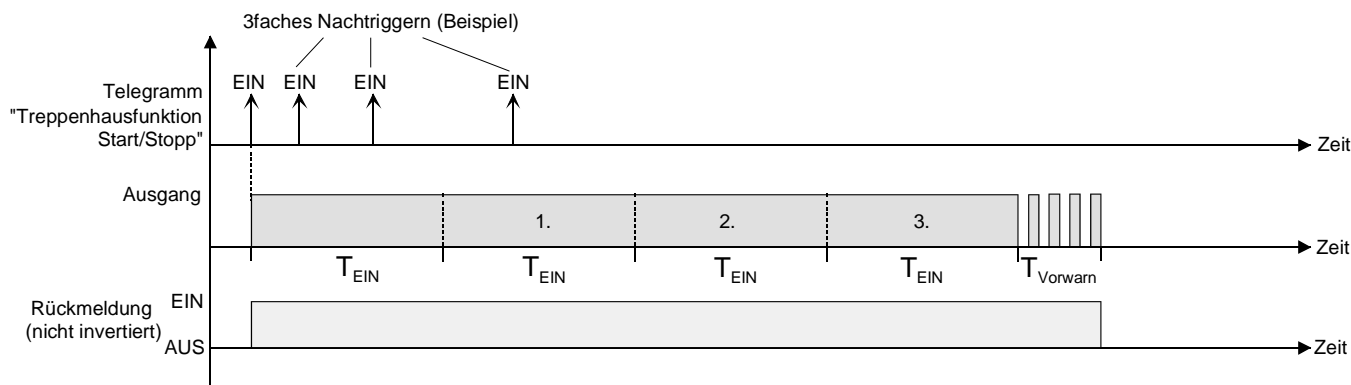 3faches Nachtriggern (Beispiel)
EIN EIN EIN EIN
Telegramm
"Treppenhausfunktion
Start/Stopp"
Zeit
Ausgang
1. 2. 3.
Zeit
TEIN TEIN TEIN TEIN TVorwarn
EIN
Rückmeldung
(nicht invertiert)
AUS
Zeit